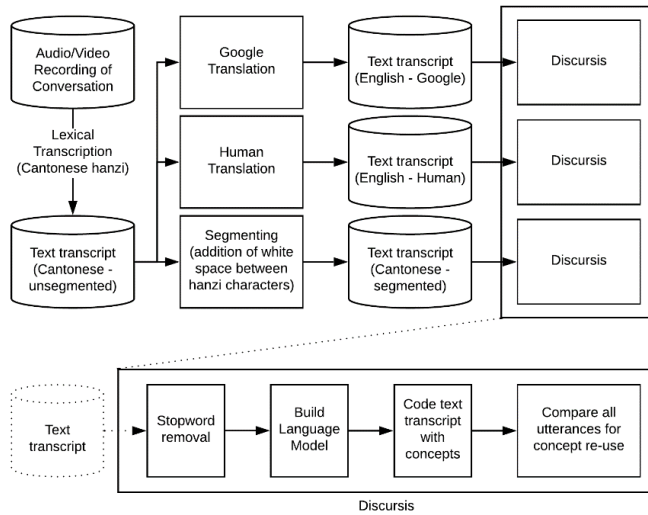 Audio/Video
Recording of
Conversation
Google
Translation
Text transcript
(English - Google)
Discursis
Lexical
Transcription
(Cantonese hanzi)
Human
Translation
Text transcript
(English - Human)
Discursis
Text transcript
(Cantonese -
unsegmented)
Segmenting
(addition of white
space between
hanzi characters)
Text transcript
(Cantonese -
segmented)
Discursis
Text
transcript
Stopword
removal
Build
Language
Model
Code text
transcript
with
concepts
Compare all
utterances for
concept re-use
Discursis